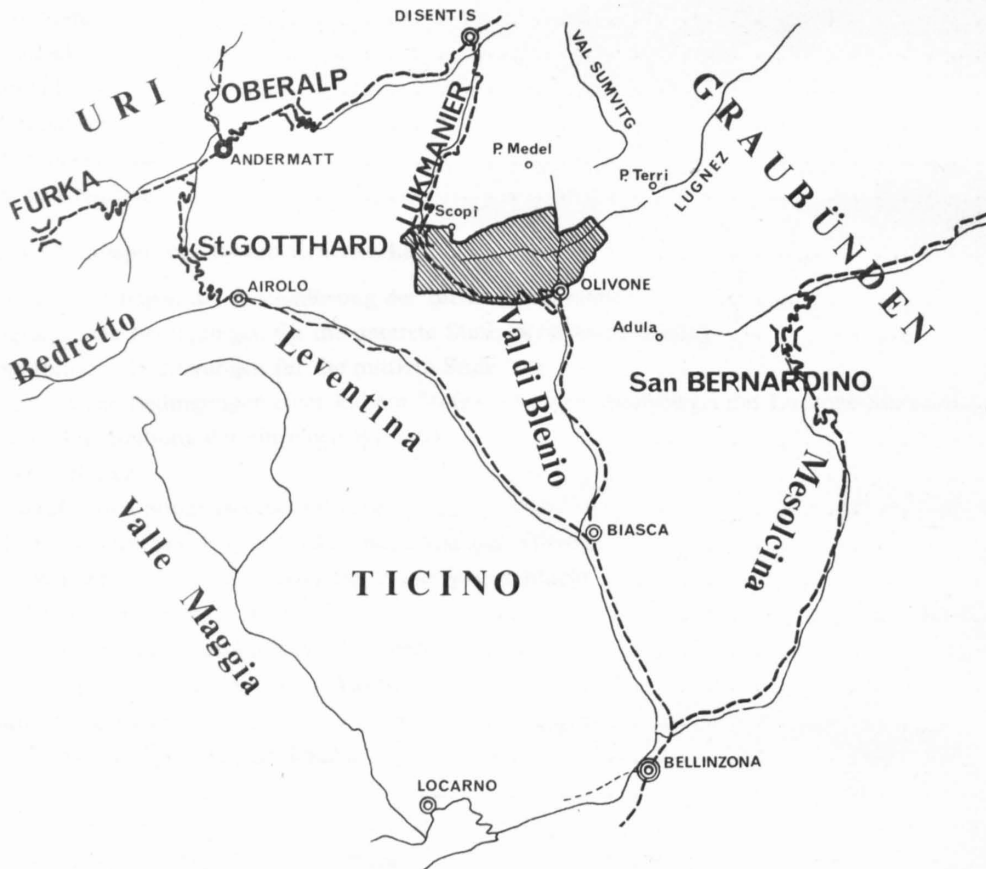 DISENTIS
VAL SUMVITG
GRAUBÜNDEN
URI
OBERALP
LUKMANIER
ANDERMATT
P. Medel
P. Terri
LUGNEZ
FURKA
Scopi
St. GOTTHARD
AIROLO
OLIVONE
Bedretto
Leventina
Val di Blenio
Adula
San BERNARDINO
Mesolcina
Valle Maggia
BIASCA
TICINO
BELLINZONA
LOCARNO